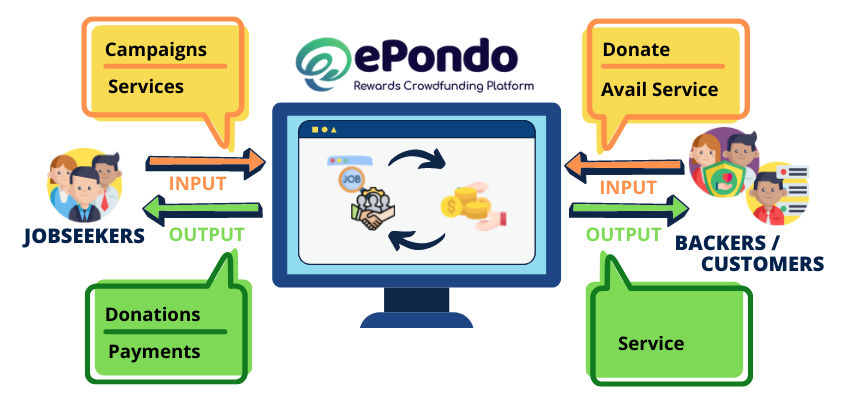 Campaigns
Services
ePondo
Rewards Crowdfunding Platform
Donate
Avail Service
JOB
INPUT
OUTPUT
JOBSEEKERS
INPUT
OUTPUT
BACKERS /
CUSTOMERS
Donations
Payments
Service